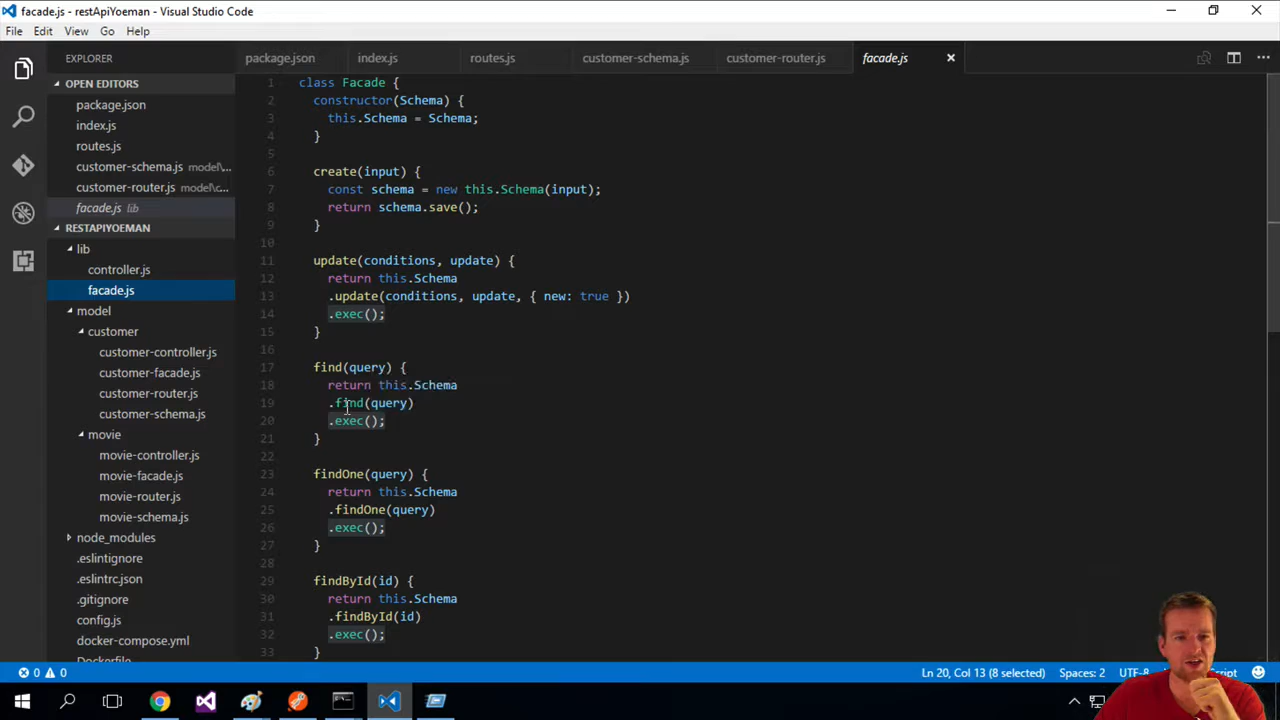 facade.js - restApiYoeman - Visual Studio Code
File Edit View Go Help
EXPLORER
package.json index.js routes.js customer-schema.js customer-router.js facade.js
OPEN EDITORS
package.json
index.js
routes.js
customer-schema.js model\...
customer-router.js model\c...
facade.js lib
RESTAPIYOEMAN
lib
controller.js
facade.js
model
customer
customer-controller.js
customer-facade.js
customer-router.js
customer-schema.js
movie
movie-controller.js
movie-facade.js
movie-router.js
movie-schema.js
node_modules
.eslintignore
.eslintrc.json
.gitignore
config.js
docker-compose.yml
Dockerfile
1 class Facade {
2 constructor(Schema) {
3 this.Schema = Schema;
4 }
5
6 create(input) {
7 const schema = new this.Schema(input);
8 return schema.save();
9 }
10
11 update(conditions, update) {
12 return this.Schema
13 .update(conditions, update, { new: true })
14 .exec();
15 }
16
17 find(query) {
18 return this.Schema
19 .find(query)
20 .exec();
21 }
22
23 findOne(query) {
24 return this.Schema
25 .findOne(query)
26 .exec();
27 }
28
29 findById(id) {
30 return this.Schema
31 .findById(id)
32 .exec();
33 }
0 0 Ln 20, Col 13 (8 selected) Spaces: 2 UTF-8